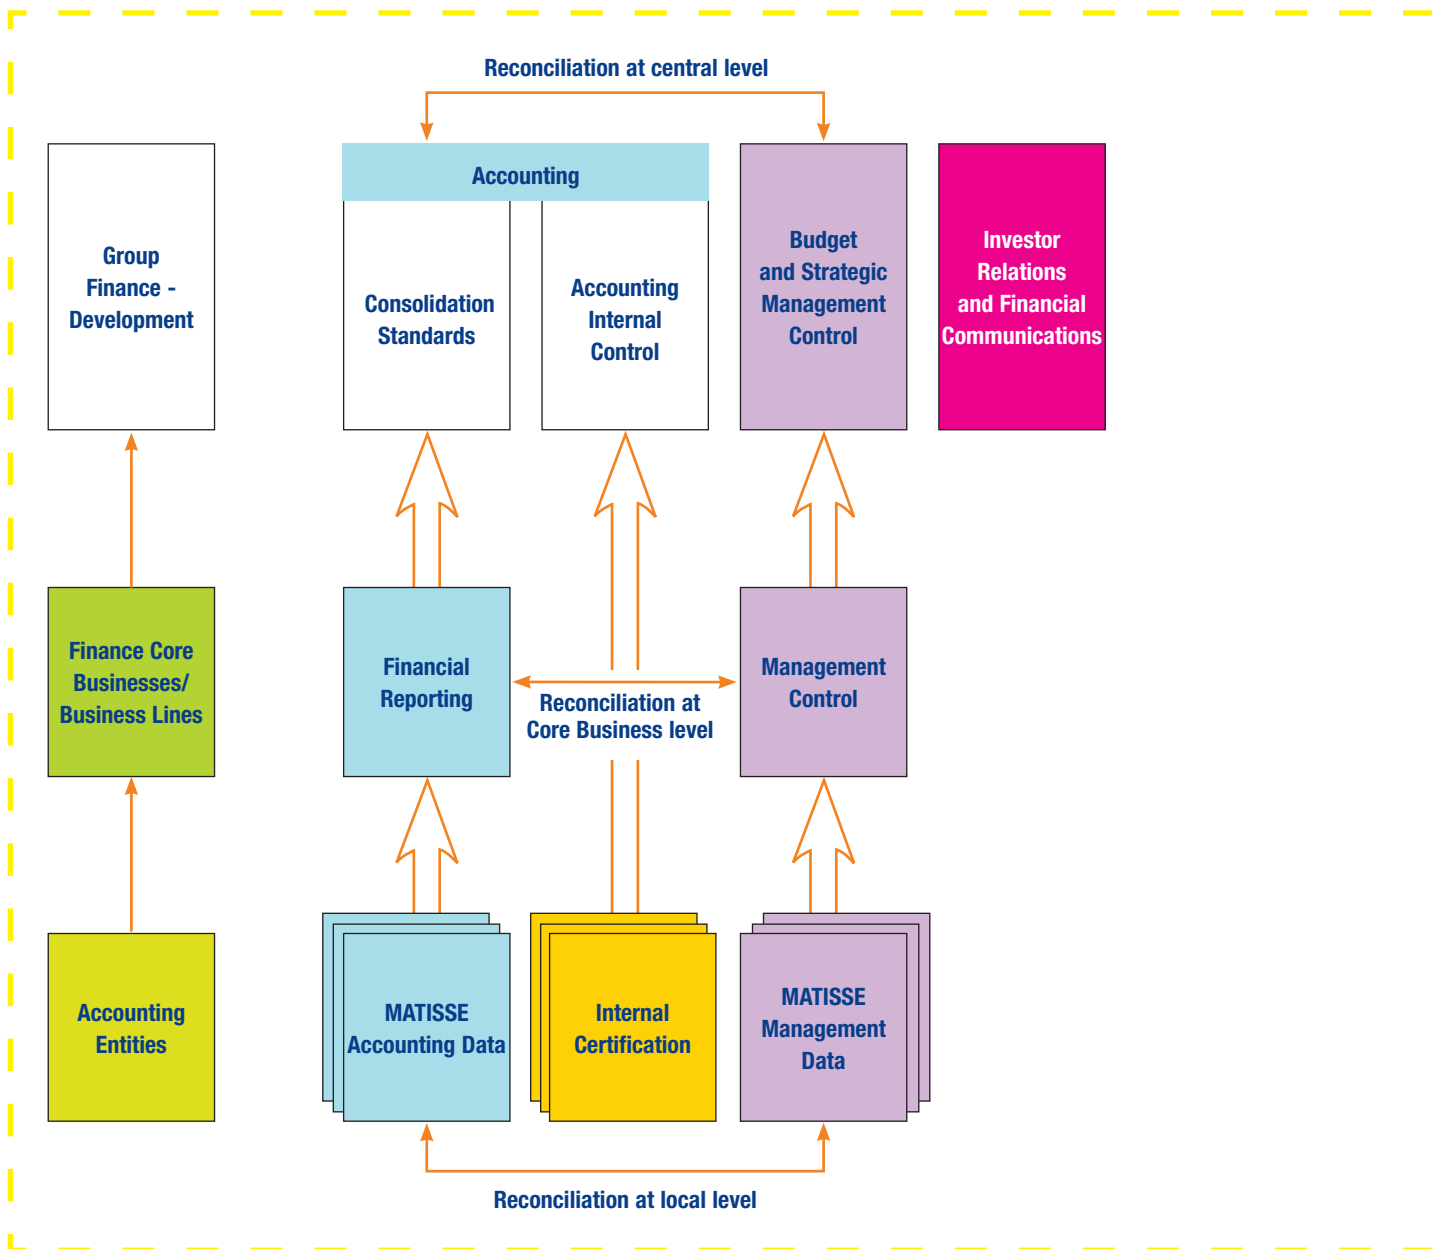 Reconciliation at central level
Group
Finance -
Development
Accounting
Consolidation
Standards
Accounting
Internal
Control
Budget
and Strategic
Management
Control
Investor
Relations
and Financial
Communications
Finance Core
Businesses/
Business Lines
Financial
Reporting
Reconciliation at
Core Business level
Management
Control
Accounting
Entities
MATISSE
Accounting Data
Internal
Certification
MATISSE
Management
Data
Reconciliation at local level